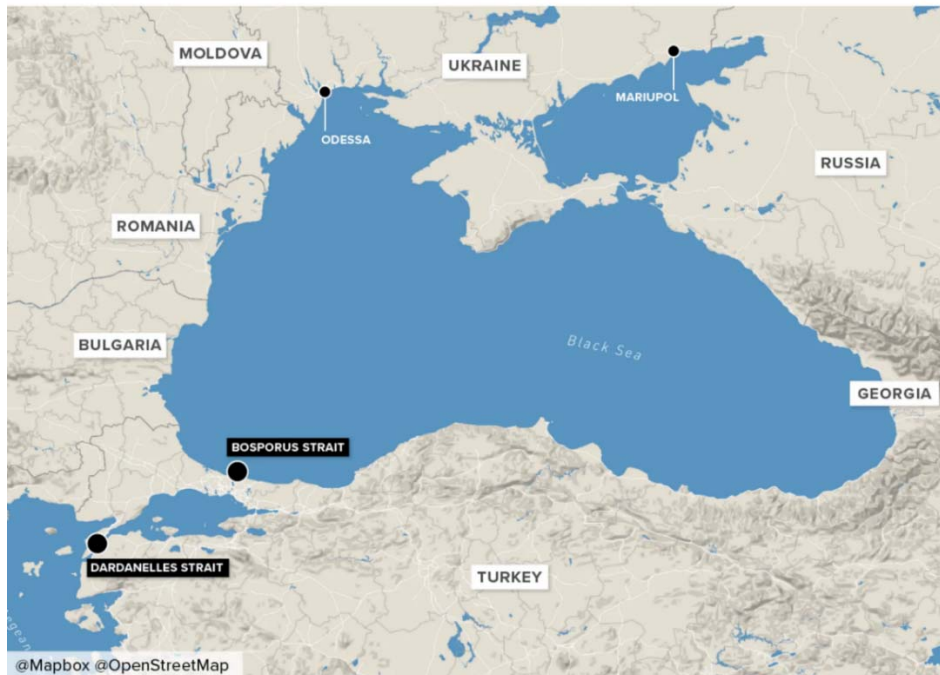 MOLDOVA
UKRAINE
MARIUPOL
ODESSA
RUSSIA
ROMANIA
BULGARIA
Black Sea
GEORGIA
BOSPORUS STRAIT
DARDANELLES STRAIT
TURKEY
@Mapbox @OpenStreetMap